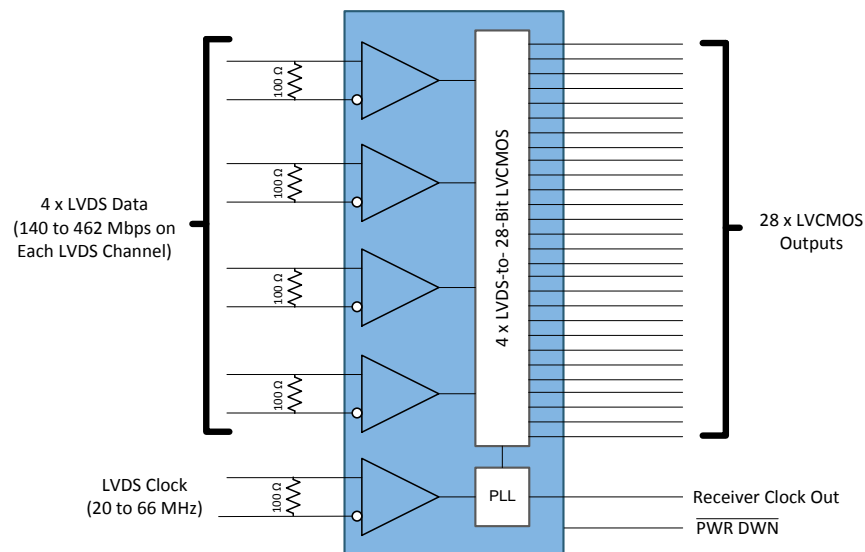 100 Ω
100 Ω
4 x LVDS Data
(140 to 462 Mbps on
Each LVDS Channel)
100 Ω
100 Ω
4 x LVDS-to- 28-Bit LVCMOS
28 x LVCMOS
Outputs
LVDS Clock
(20 to 66 MHz)
100 Ω
PLL
Receiver Clock Out
PWR DWN